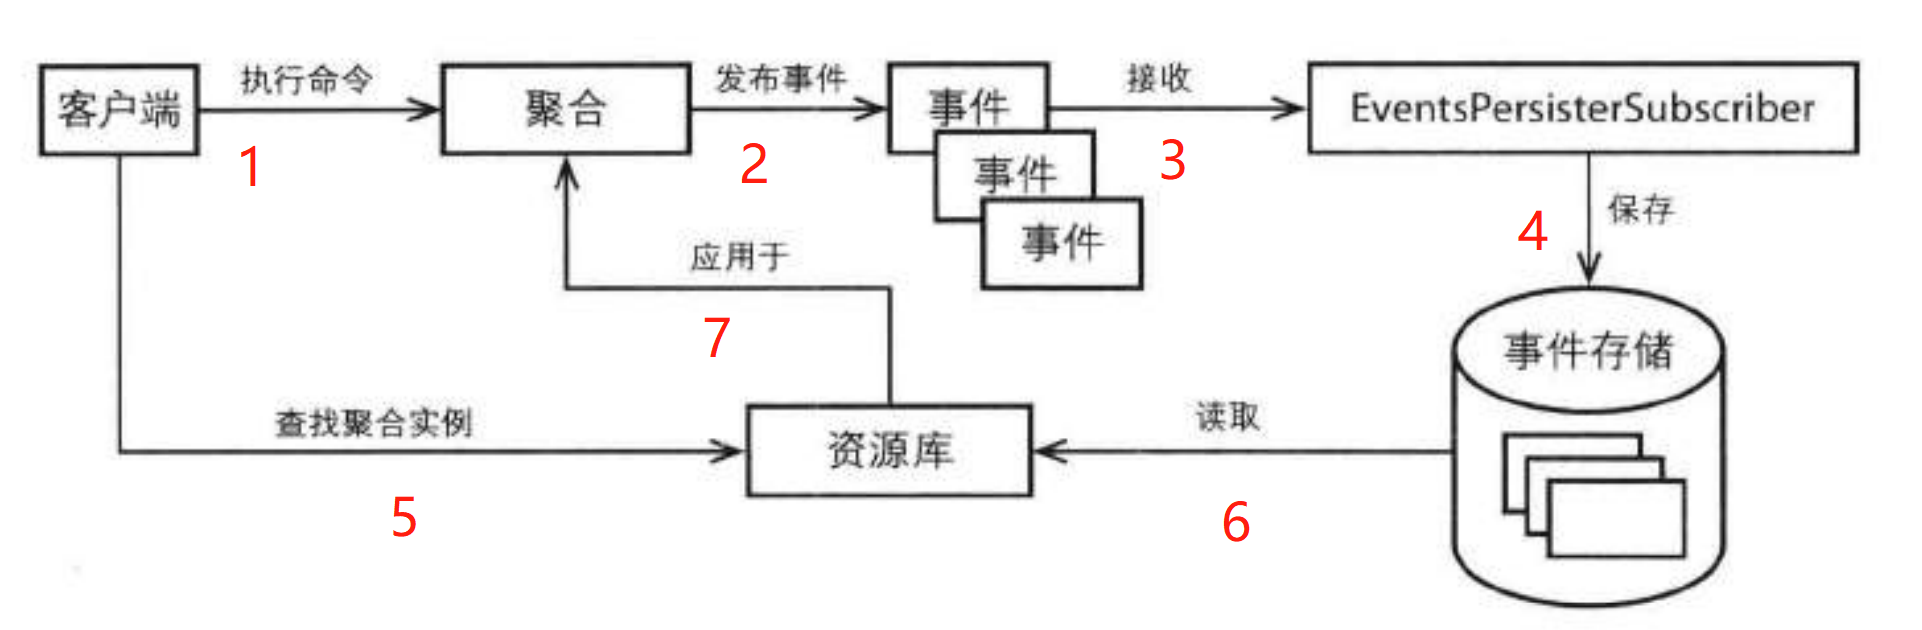 客户端
执行命令
1
聚合
发布事件
2
事件
事件
事件
接收
3
EventsPersisterSubscriber
4
保存
事件存储
应用于
7
查找聚合实例
5
资源库
读取
6